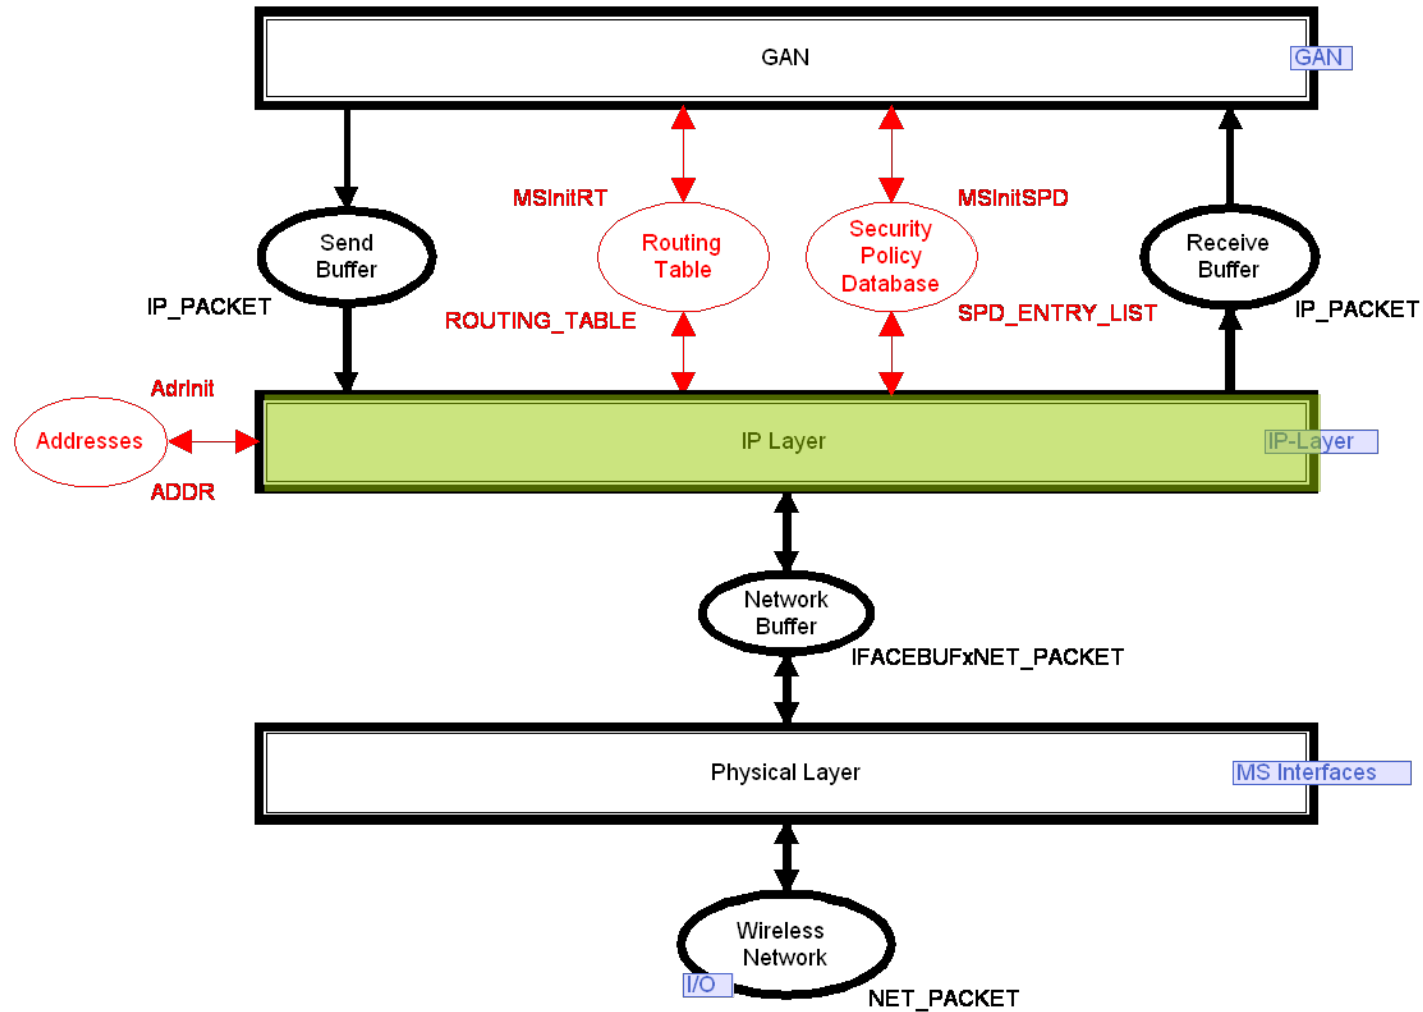 GAN
GAN
MSInitRT
MSInitSPD
Send
Buffer
Routing
Table
Security
Policy
Database
Receive
Buffer
IP_PACKET
ROUTING_TABLE
SPD_ENTRY_LIST
IP_PACKET
AdrInit
Addresses
ADDR
IP Layer
IP-Layer
Network
Buffer
IFACEBUFxNET_PACKET
Physical Layer
MS Interfaces
Wireless
Network
I/O
NET_PACKET